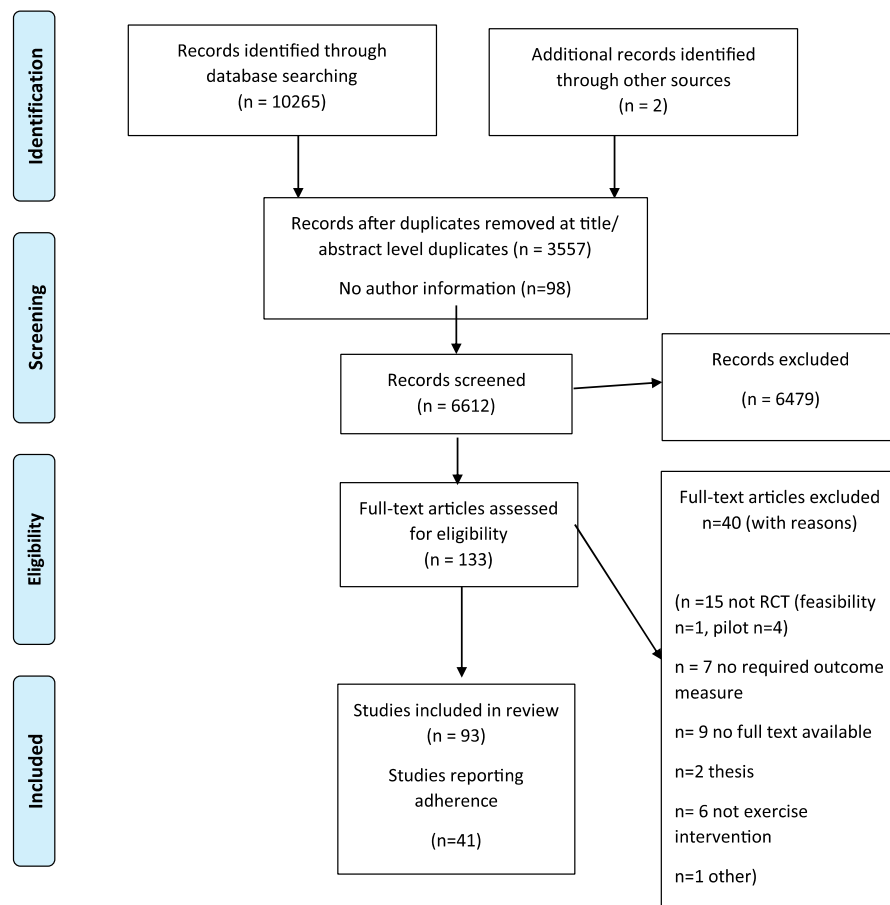 Identification
Records identified through
database searching
(n = 10265)
Additional records identified
through other sources
(n = 2)
Records after duplicates removed at title/
abstract level duplicates (n = 3557)
No author information (n=98)
Screening
Records screened
(n = 6612)
Records excluded
(n = 6479)
Eligibility
Full-text articles assessed
for eligibility
(n = 133)
Full-text articles excluded
n=40 (with reasons)
(n =15 not RCT (feasibility
n=1, pilot n=4)
n = 7 no required outcome
measure
n= 9 no full text available
n=2 thesis
n= 6 not exercise
intervention
n=1 other)
Included
Studies included in review
(n = 93)
Studies reporting
adherence
(n=41)